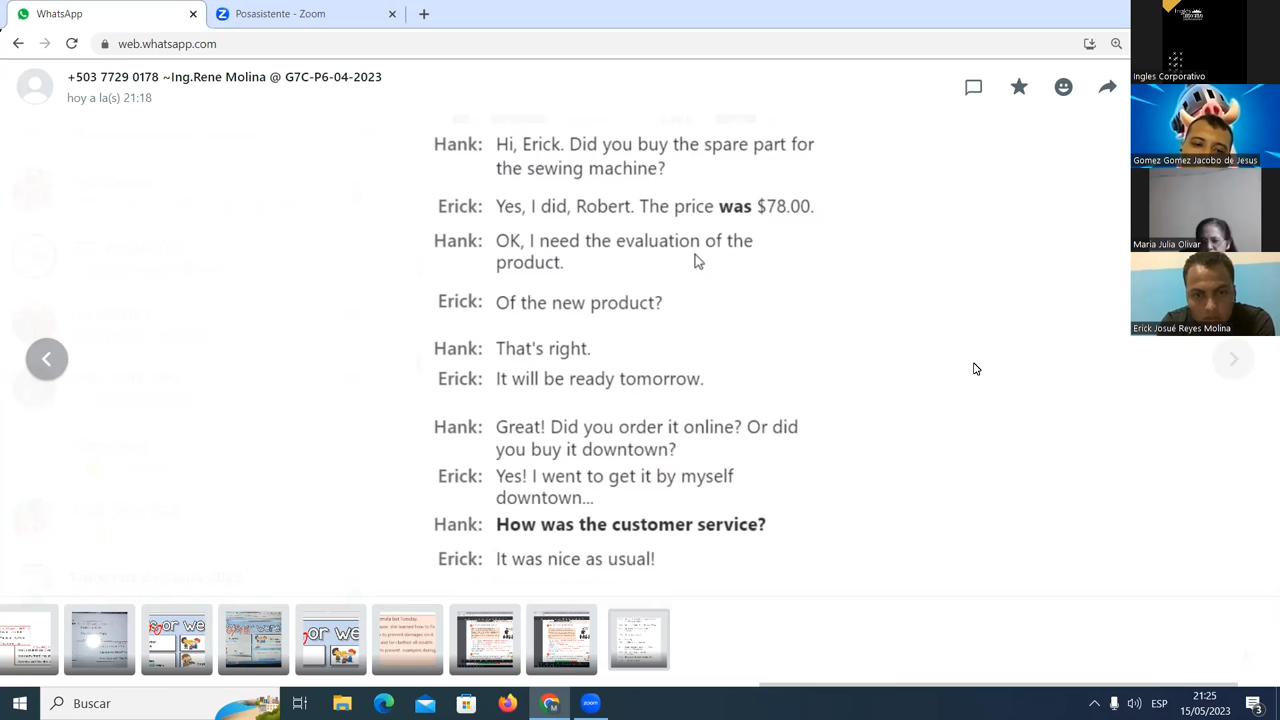 WhatsApp
Posasistente - Zoom
web.whatsapp.com
+503 7729 0178 ~Ing.Rene Molina @ G7C-P6-04-2023
hoy a la(s) 21:18
Hank: Hi, Erick. Did you buy the spare part for
the sewing machine?
Erick: Yes, I did, Robert. The price was $78.00.
Hank: OK, I need the evaluation of the
product.
Erick: Of the new product?
Hank: That's right.
Erick: It will be ready tomorrow.
Hank: Great! Did you order it online? Or did
you buy it downtown?
Erick: Yes! I went to get it by myself
downtown...
Hank: How was the customer service?
Erick: It was nice as usual!
Ingles Corporativo
Gomez Gomez Jacobo de Jesus
Maria Julia Olivar
Erick Josué Reyes Molina
or we
or we
Buscar
ESP
21:25
15/05/2023
3